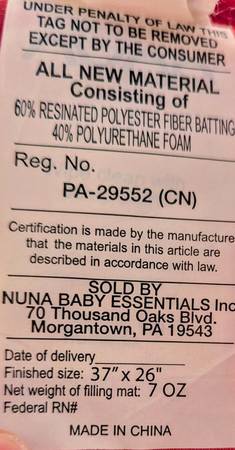 UNDER PENALTY OF LAW THIS
TAG NOT TO BE REMOVED
EXCEPT BY THE CONSUMER
ALL NEW MATERIAL
Consisting of
60% RESINATED POLYESTER FIBER BATTING
40% POLYURETHANE FOAM
Reg. No.
PA-29552 (CN)
Certification is made by the manufacture
that the materials in this article are
described in accordance with law.
SOLD BY
NUNA BABY ESSENTIALS Inc
70 Thousand Oaks Blvd.
Morgantown, PA 19543
Date of delivery
Finished size: 37" x 26"
Net weight of filling mat: 7 OZ
Federal RN#
MADE IN CHINA